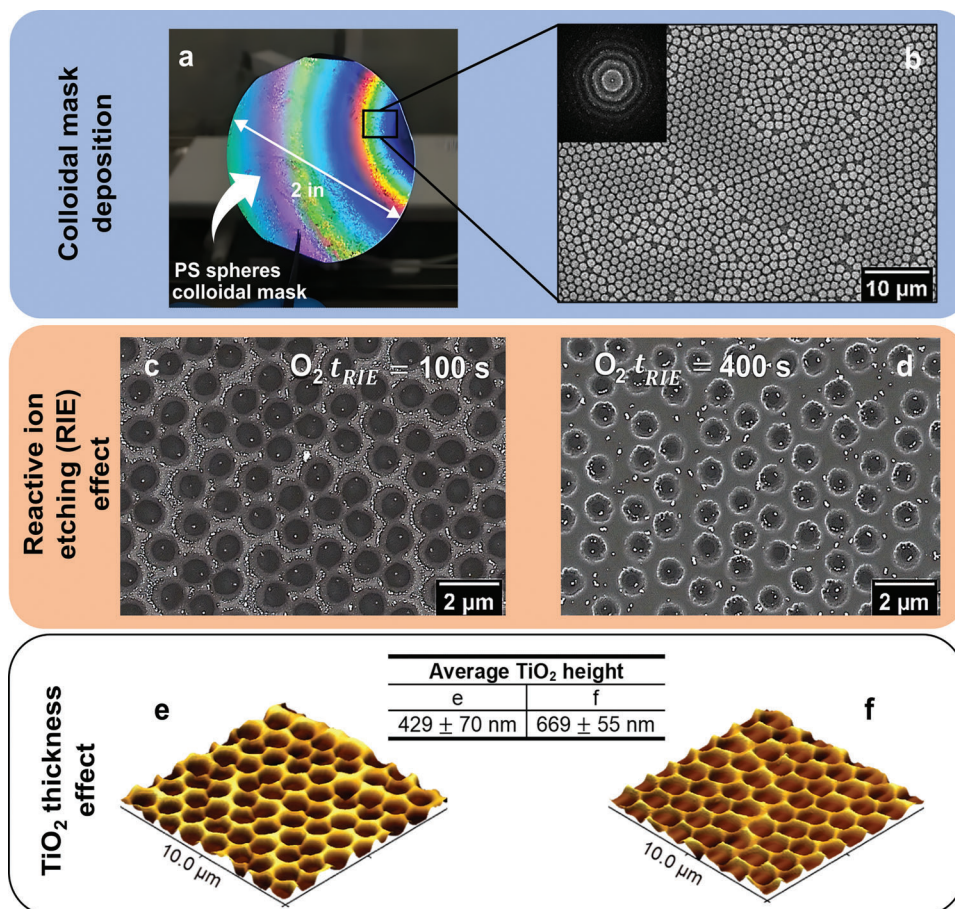 Colloidal mask
deposition
a
2 in
PS spheres
colloidal mask
b
10 µm
Reactive ion
etching (RIE)
effect
c
O₂ t_RIE = 100 s
2 µm
O₂ t_RIE = 400 s
d
2 µm
TiO₂ thickness
effect
e
10.0 µm
Average TiO₂ height
e f
429 ± 70 nm 669 ± 55 nm
f
10.0 µm